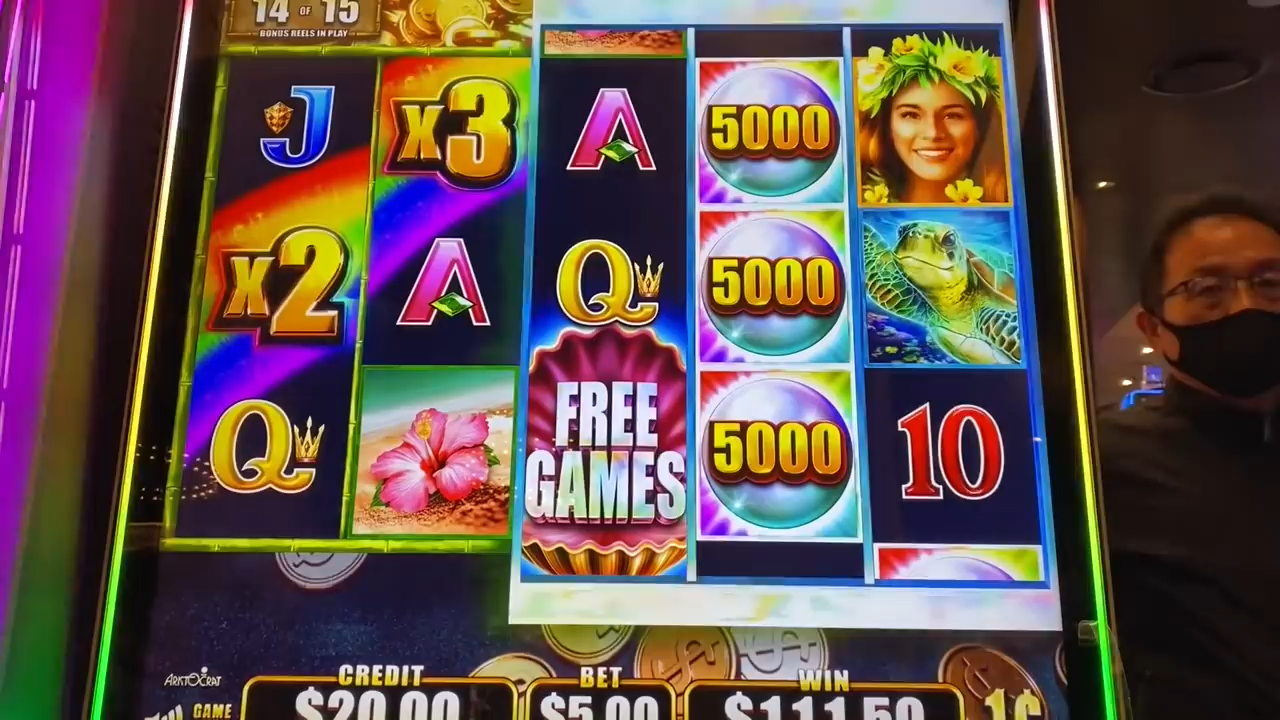 14 OF 15
BONUS REELS IN PLAY
J
x3
A
5000
x2
A
Q
5000
Q
FREE
GAMES
5000
10
ARISTOCRAT
CREDIT
BET
WIN
GAME
$20.00
$5.00
$111.50
1¢